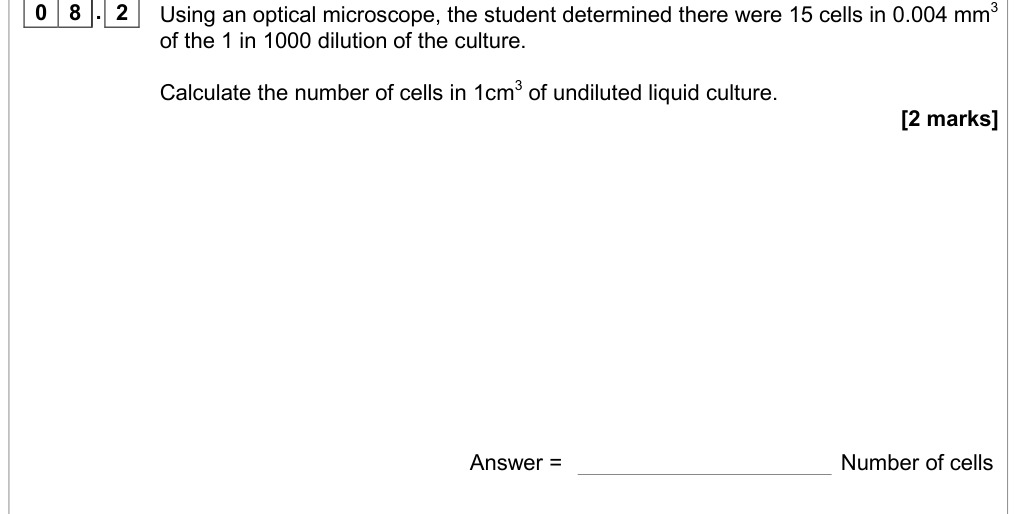 0 8 . 2 Using an optical microscope, the student determined there were 15 cells in 0.004 mm³
of the 1 in 1000 dilution of the culture.
Calculate the number of cells in 1cm³ of undiluted liquid culture.
[2 marks]
Answer = Number of cells